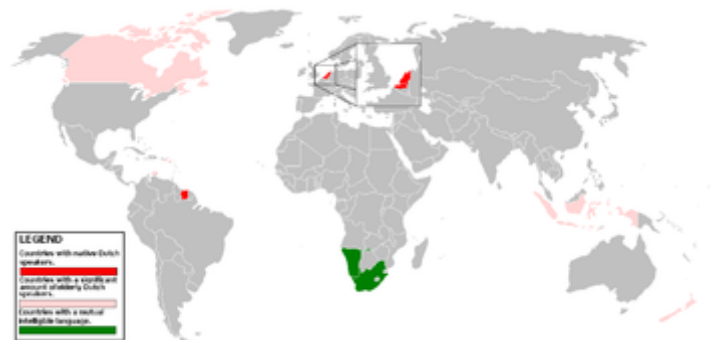 LEGEND
Countries with native Dutch
speakers.
Countries with a significant
amount of elderly Dutch
speakers.
Countries with a mutual
intelligible language.